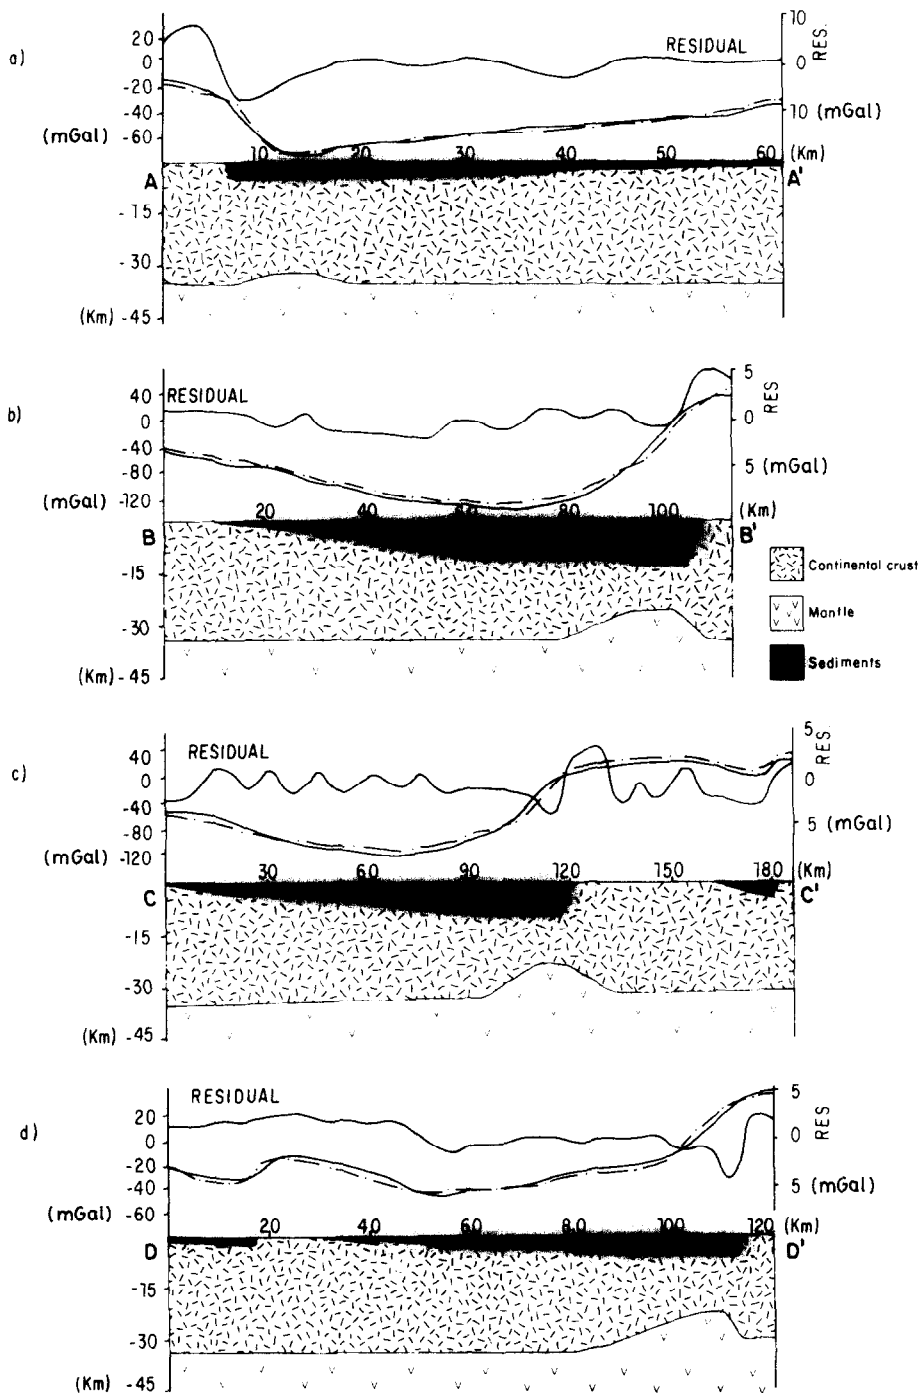 a)
20
0
-20
-40
(mGal) -60
10
0
10 (mGal)
RES.
RESIDUAL
10 20 30 40 50 60 (Km)
A A'
-15
-30
(Km) -45
b)
40
0
-40
-80
(mGal) -120
RESIDUAL
5
0
5 (mGal)
RES
20 40 60 80 100 (Km)
B B'
-15
-30
(Km) -45
Continental crust
Mantle
Sediments
c)
40
0
-40
-80
(mGal) -120
RESIDUAL
5
0
5 (mGal)
RES.
30 60 90 120 150 180 (Km)
C C'
-15
-30
(Km) -45
d)
20
0
-20
-40
(mGal) -60
RESIDUAL
5
0
5 (mGal)
RES
20 40 60 80 100 120 (Km)
D D'
-15
-30
(Km) -45